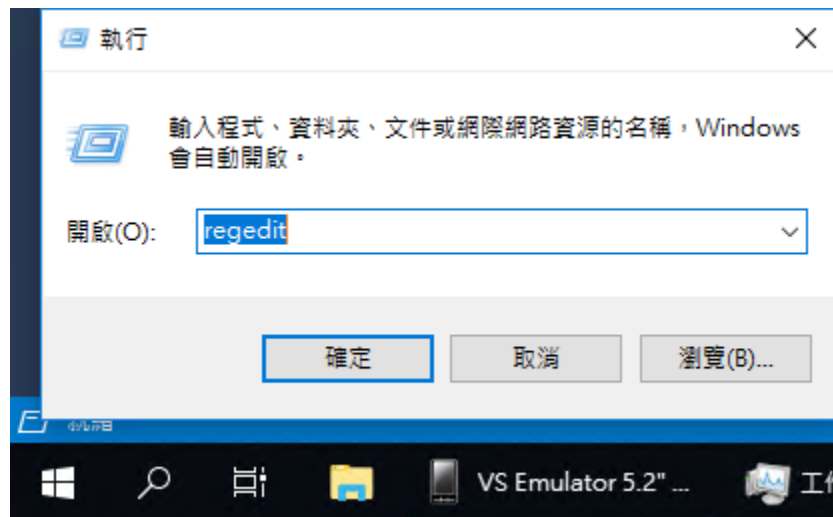 執行
輸入程式、資料夾、文件或網際網路資源的名稱，Windows
會自動開啟。
開啟(O):
regedit
確定
取消
瀏覽(B)...
VS Emulator 5.2" ...